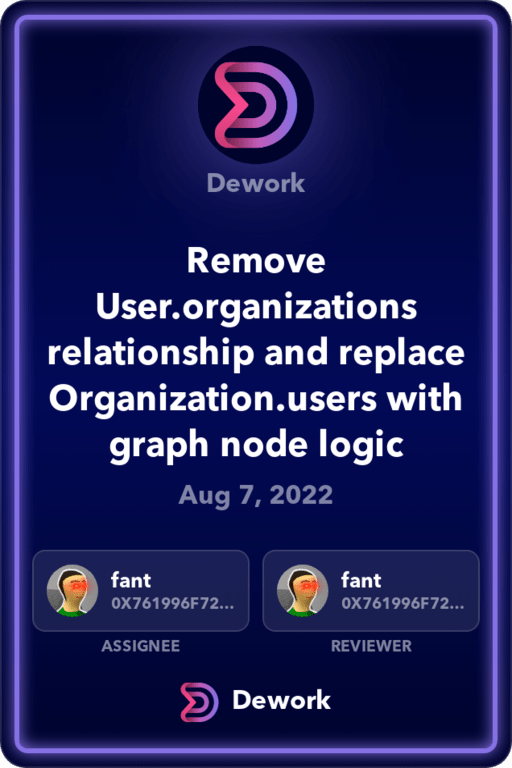 Dework
Remove
User.organizations
relationship and replace
Organization.users with
graph node logic
Aug 7, 2022
fant
0X761996F72...
ASSIGNEE
fant
0X761996F72...
REVIEWER
Dework